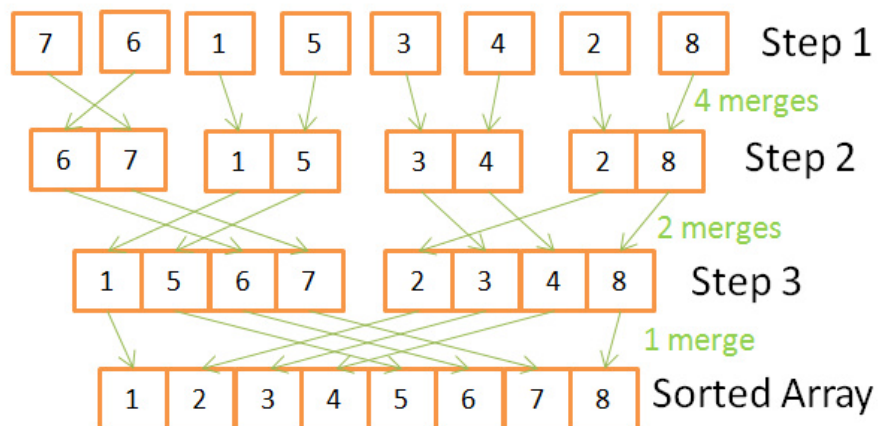 7 6 1 5 3 4 2 8 Step 1
4 merges
6 7 1 5 3 4 2 8 Step 2
2 merges
1 5 6 7 2 3 4 8 Step 3
1 merge
1 2 3 4 5 6 7 8 Sorted Array